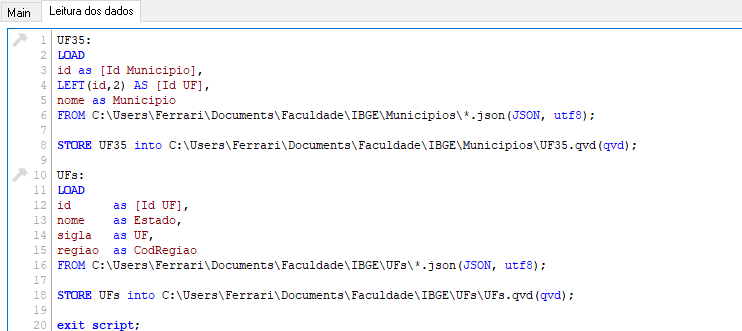 Main Leitura dos dados
1 UF35:
2 LOAD
3 id as [Id Municipio],
4 LEFT(id,2) AS [Id UF],
5 nome as Municipio
6 FROM C:\Users\Ferrari\Documents\Faculdade\IBGE\Municipios\*.json(JSON, utf8);
7
8 STORE UF35 into C:\Users\Ferrari\Documents\Faculdade\IBGE\Municipios\UF35.qvd(qvd);
9
10 UFs:
11 LOAD
12 id as [Id UF],
13 nome as Estado,
14 sigla as UF,
15 regiao as CodRegiao
16 FROM C:\Users\Ferrari\Documents\Faculdade\IBGE\UFs\*.json(JSON, utf8);
17
18 STORE UFs into C:\Users\Ferrari\Documents\Faculdade\IBGE\UFs\UFs.qvd(qvd);
19
20 exit script;